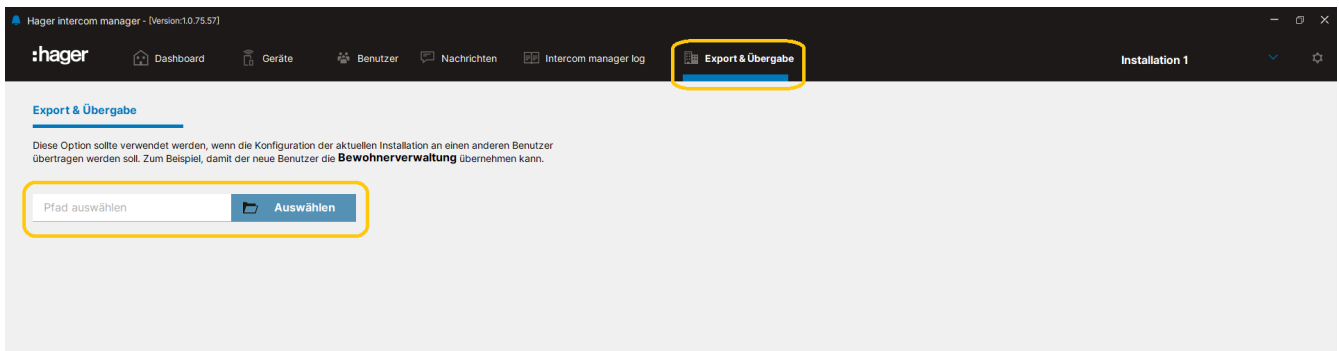 Hager intercom manager - [Version:1.0.75.57]
:hager Dashboard Geräte Benutzer Nachrichten Intercom manager log Export & Übergabe Installation 1
Export & Übergabe
Diese Option sollte verwendet werden, wenn die Konfiguration der aktuellen Installation an einen anderen Benutzer
übertragen werden soll. Zum Beispiel, damit der neue Benutzer die Bewohnerverwaltung übernehmen kann.
Pfad auswählen Auswählen